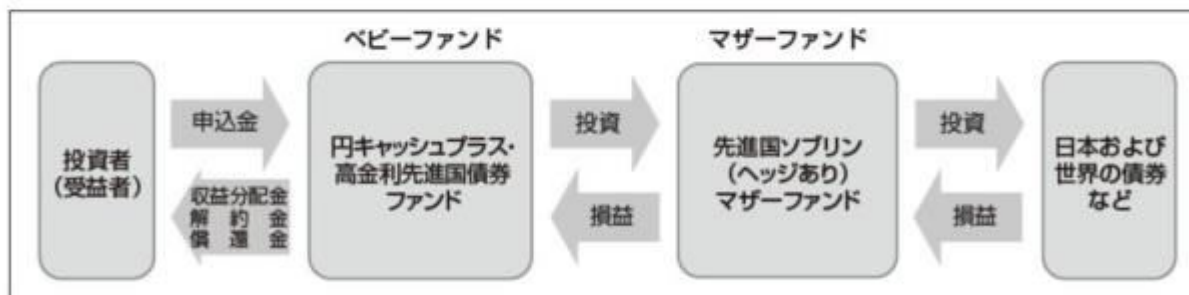 ベビーファンド
マザーファンド
投資者
(受益者)
申込金
収益分配金
解約金
償還金
円キャッシュプラス・
高金利先進国債券
ファンド
投資
損益
先進国ソブリン
(ヘッジあり)
マザーファンド
投資
損益
日本および
世界の債券
など